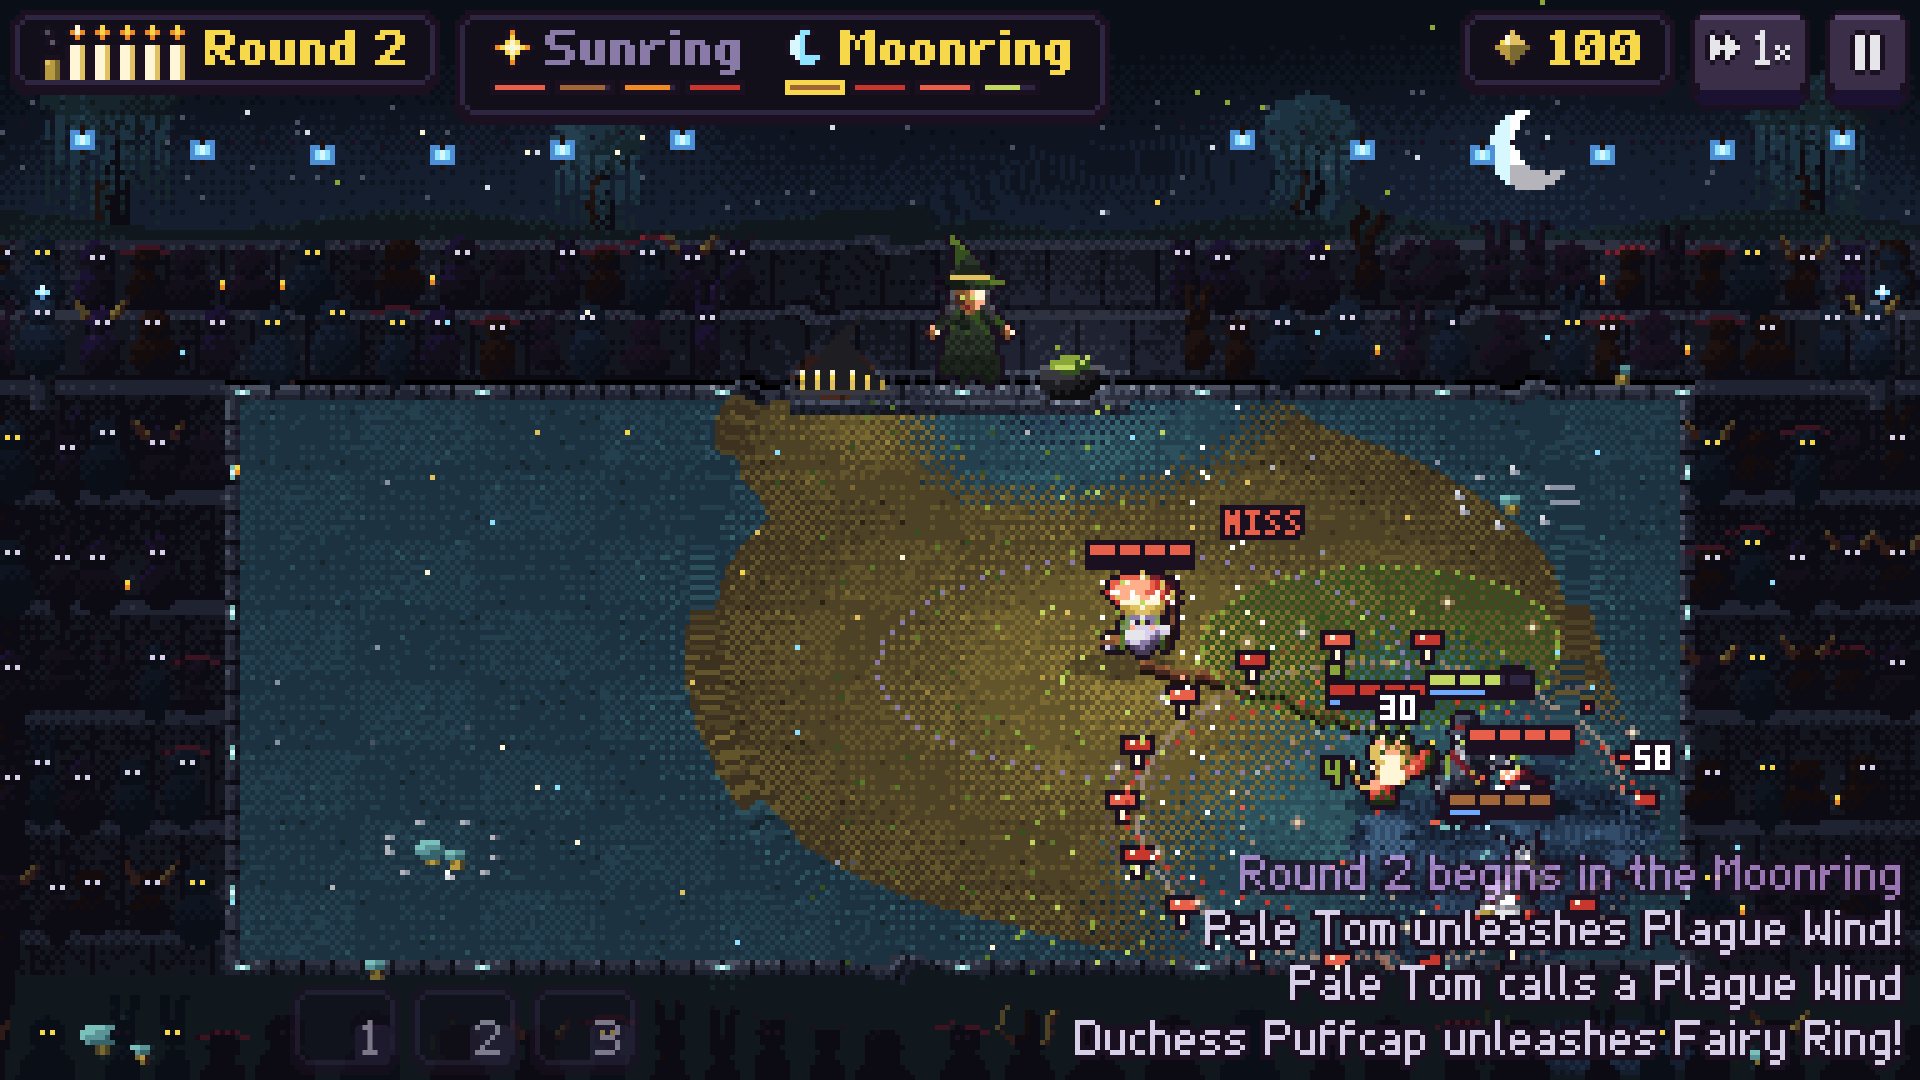 Round 2
Sunring
Moonring
100
1x
MISS
30
4
58
Round 2 begins in the Moonring
Pale Tom unleashes Plague Wind!
Pale Tom calls a Plague Wind
Duchess Puffcap unleashes Fairy Ring!
1
2
3